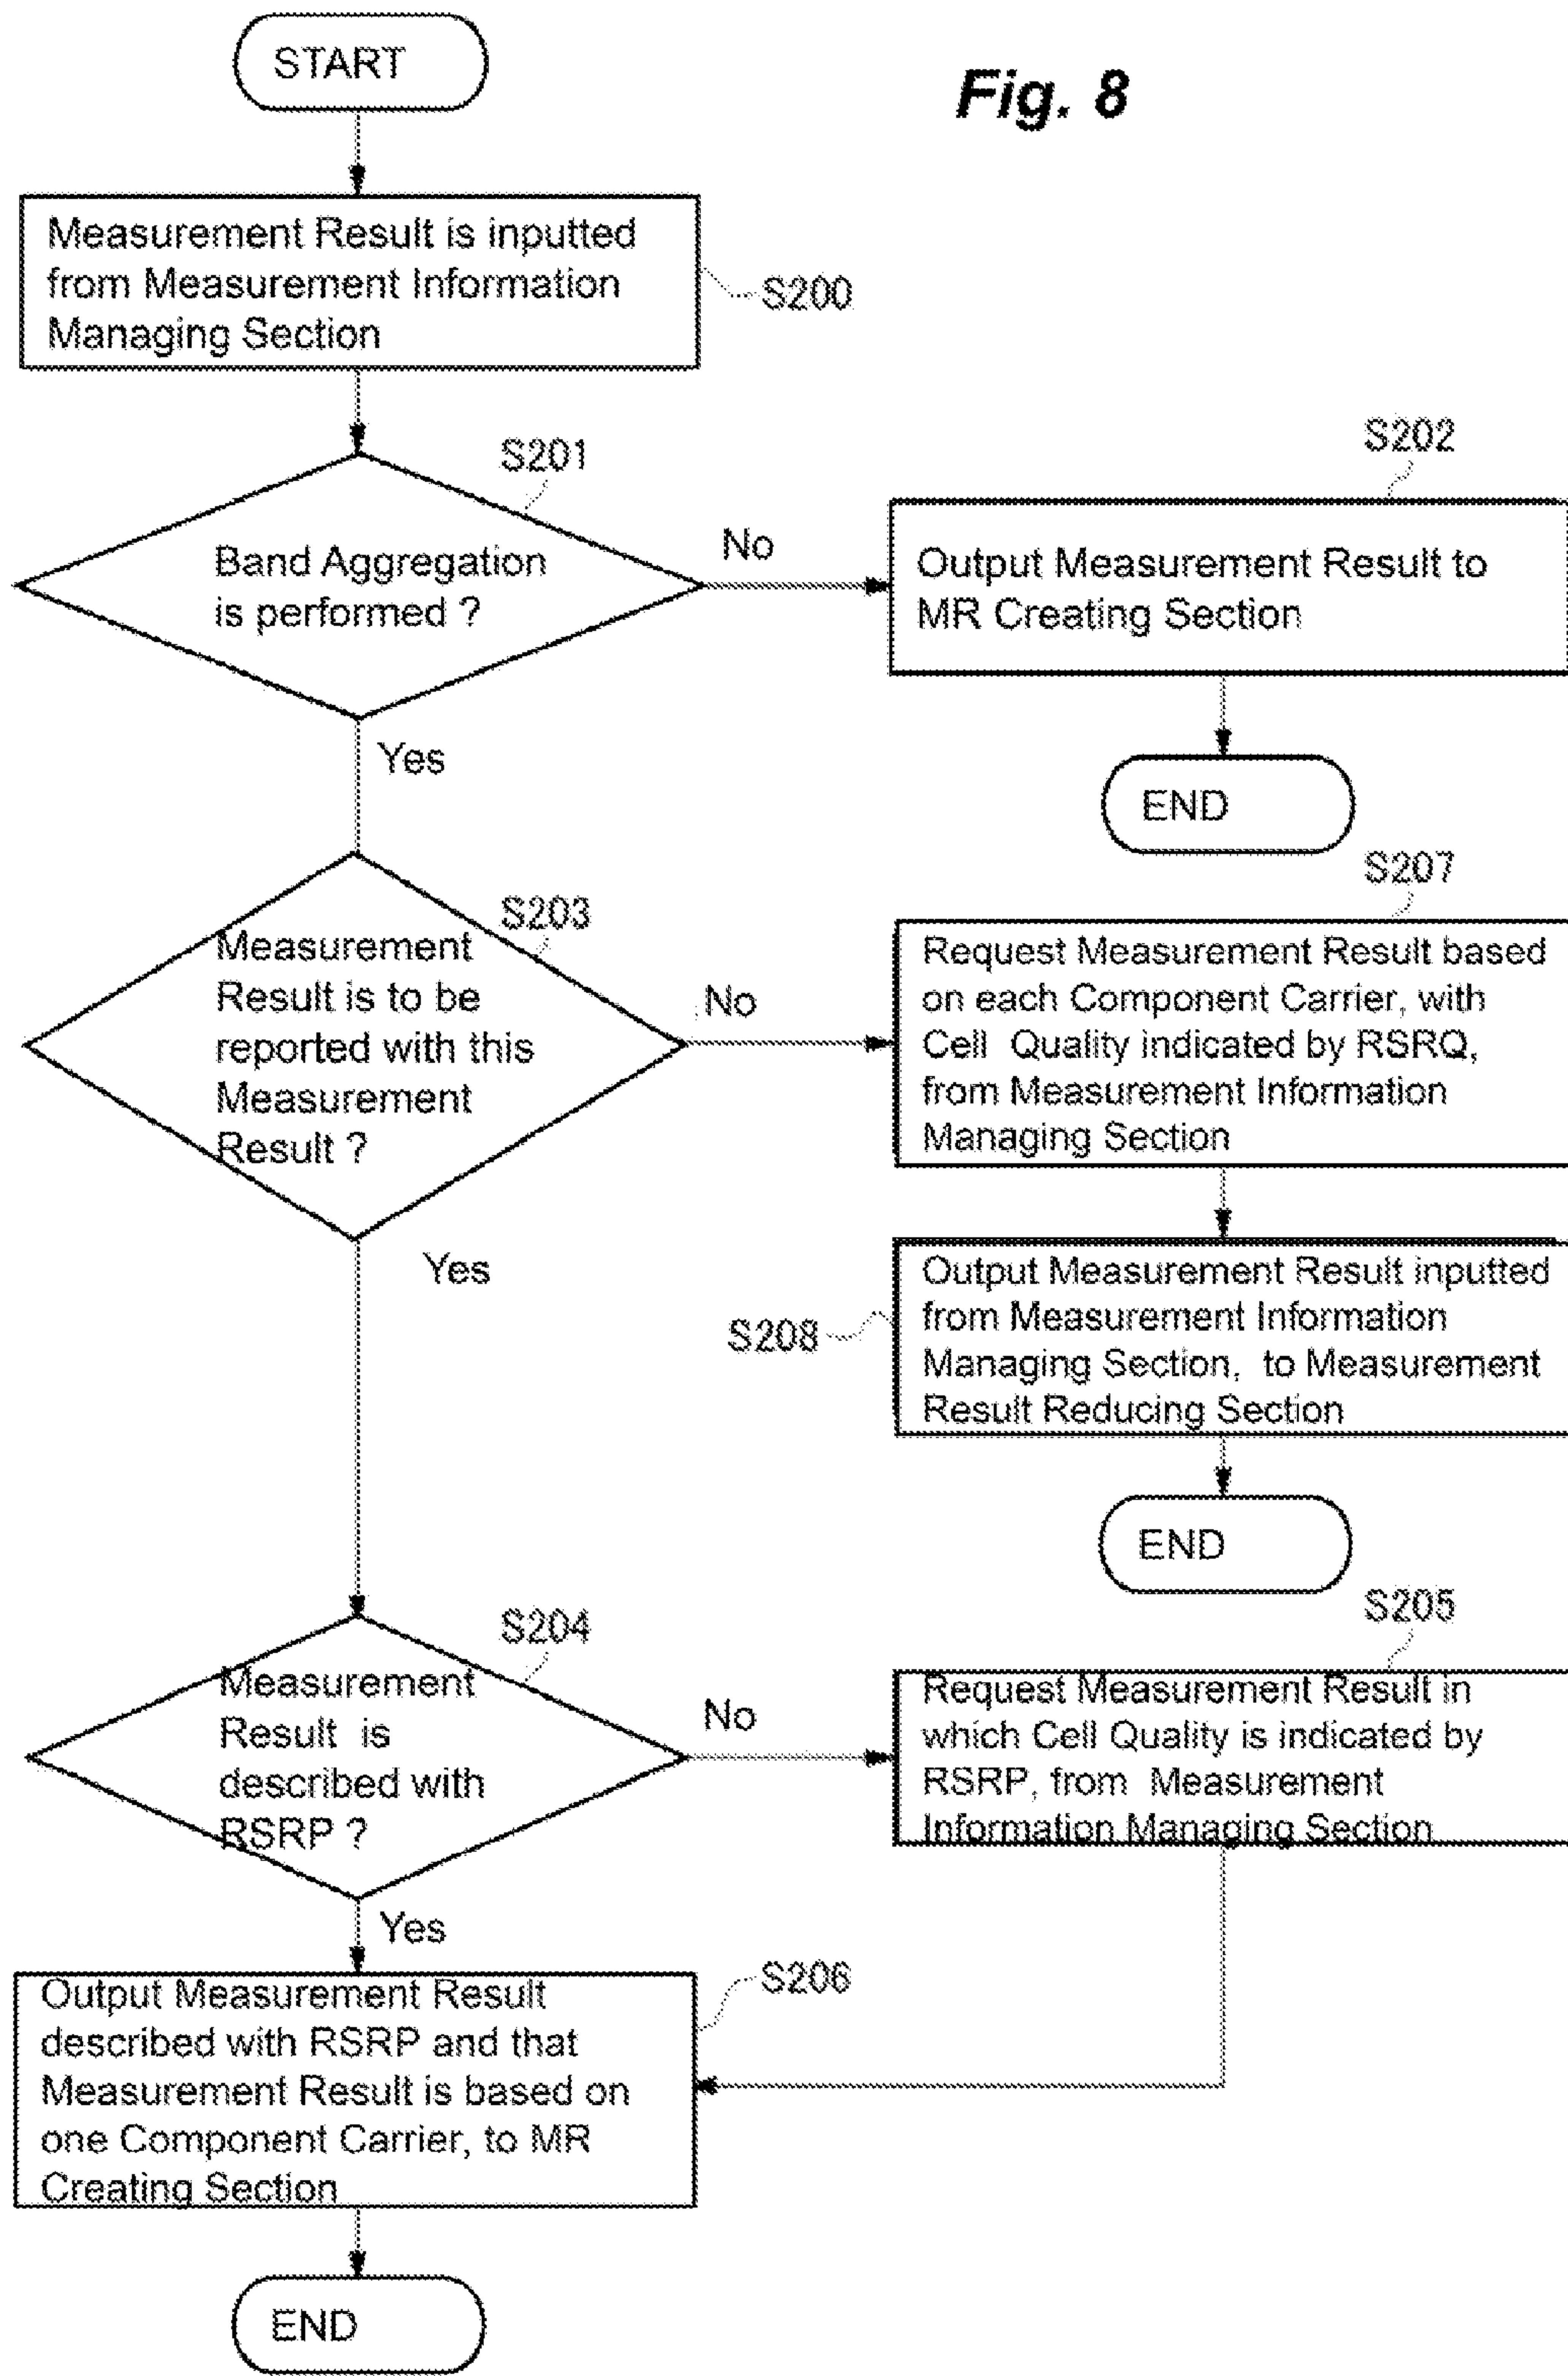 START
Fig. 8
Measurement Result is inputted
from Measurement Information
Managing Section
S200
S201
Band Aggregation
is performed ?
No
Yes
S202
Output Measurement Result to
MR Creating Section
END
S203
Measurement
Result is to be
reported with this
Measurement
Result ?
No
Yes
S207
Request Measurement Result based
on each Component Carrier, with
Cell Quality indicated by RSRQ,
from Measurement Information
Managing Section
S208
Output Measurement Result inputted
from Measurement Information
Managing Section, to Measurement
Result Reducing Section
END
S204
Measurement
Result is
described with
RSRP ?
No
Yes
S205
Request Measurement Result in
which Cell Quality is indicated by
RSRP, from Measurement
Information Managing Section
S206
Output Measurement Result
described with RSRP and that
Measurement Result is based on
one Component Carrier, to MR
Creating Section
END